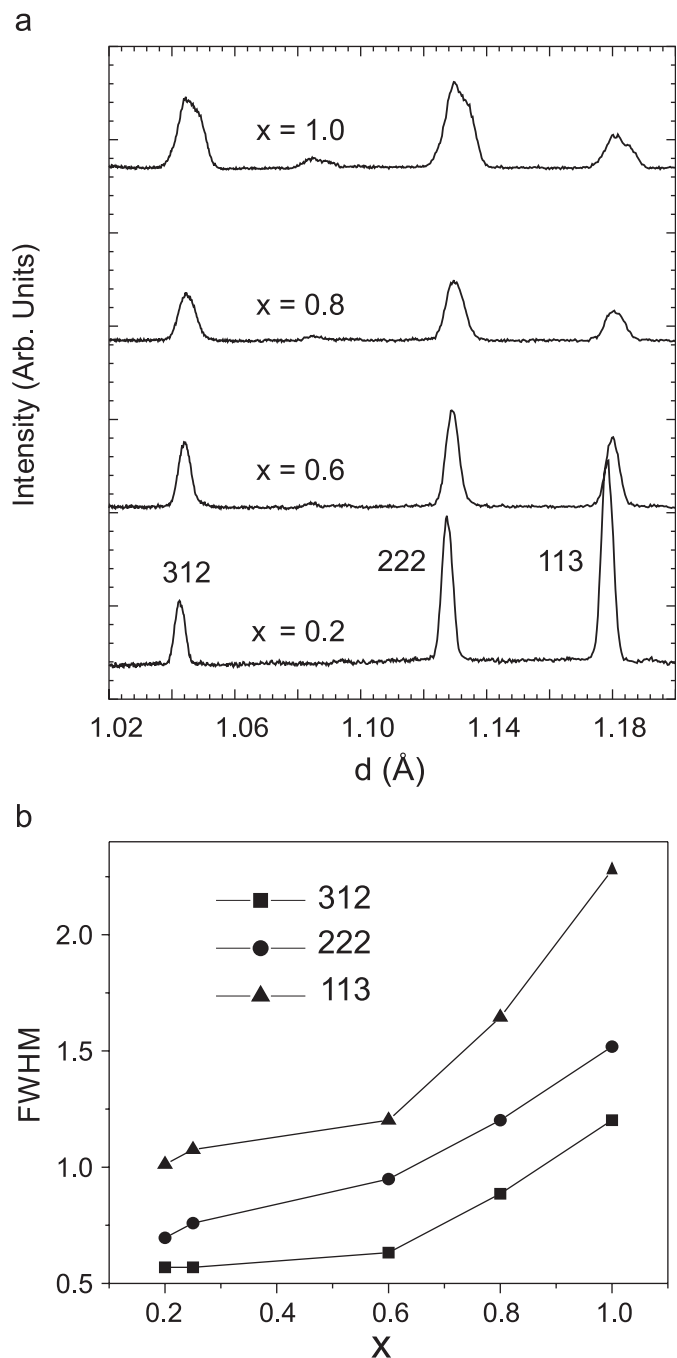 a
x = 1.0
x = 0.8
x = 0.6
312 222 113
x = 0.2
Intensity (Arb. Units)
1.02 1.06 1.10 1.14 1.18
d (Å)
b
312
222
113
2.0
1.5
1.0
0.5
FWHM
0.2 0.4 0.6 0.8 1.0
X